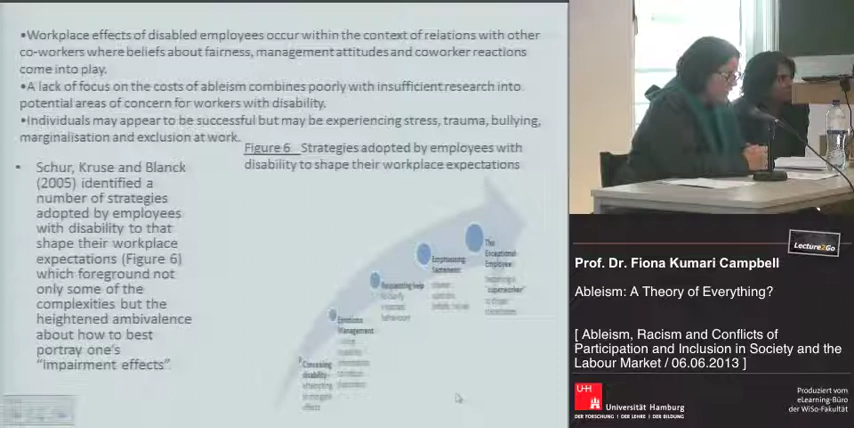 •Workplace effects of disabled employees occur within the context of relations with other
co-workers where beliefs about fairness, management attitudes and coworker reactions
come into play.
•A lack of focus on the costs of ableism combines poorly with insufficient research into
potential areas of concern for workers with disability.
•Individuals may appear to be successful but may be experiencing stress, trauma, bullying,
marginalisation and exclusion at work.
Figure 6 Strategies adopted by employees with
disability to shape their workplace expectations
• Schur, Kruse and Blanck
(2005) identified a
number of strategies
adopted by employees
with disability to that
shape their workplace
expectations (Figure 6)
which foreground not
only some of the
complexities but the
heightened ambivalence
about how to best
portray one's
"impairment effects".
The
Exceptional
Employee:
becoming a
"superworker"
Emphasising
Requesting help
to clarify
Emotions
Management
Concealing
disability-
attempting
to mitigate
effects
Lecture2Go
Prof. Dr. Fiona Kumari Campbell
Ableism: A Theory of Everything?
[ Ableism, Racism and Conflicts of
Participation and Inclusion in Society and the
Labour Market / 06.06.2013 ]
UH
Universität Hamburg
DER FORSCHUNG | DER LEHRE | DER BILDUNG
Produziert vom
eLearning-Büro
der WiSo-Fakultät